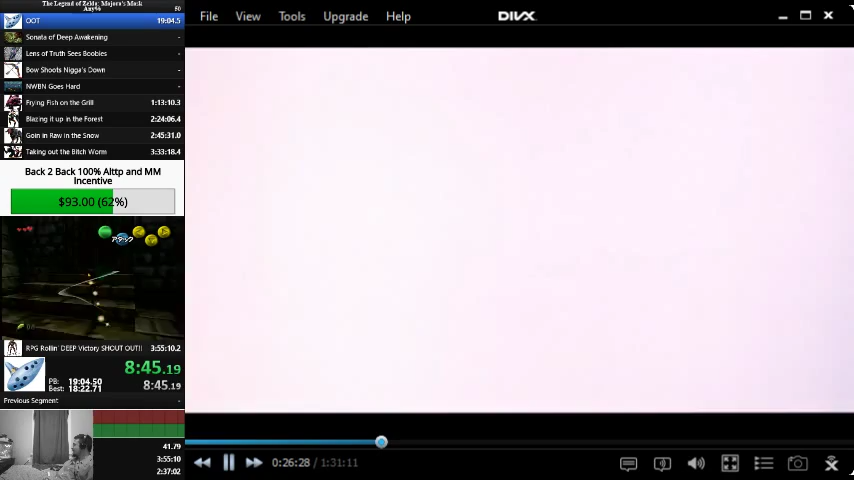 The Legend of Zelda: Majora's Mask
Any%
50
OOT 19:04.5
Sonata of Deep Awakening -
Lens of Truth Sees Boobies -
Bow Shoots Nigga's Down -
NWBN Goes Hard -
Frying Fish on the Grill 1:13:10.3
Blazing it up in the Forest 2:24:06.4
Goin in Raw in the Snow 2:45:31.0
Taking out the Bitch Worm 3:33:18.4
Back 2 Back 100% Alttp and MM
Incentive
$93.00 (62%)
アタック
RPG Rollin' DEEP Victory SHOUT OUT!! 3:55:10.2
8:45.19
PB: 19:04.50
Best: 18:22.71
8:45.19
Previous Segment -
41.79
3:55:10
2:37:02
File View Tools Upgrade Help
DIVX
0:26:28 / 1:31:11